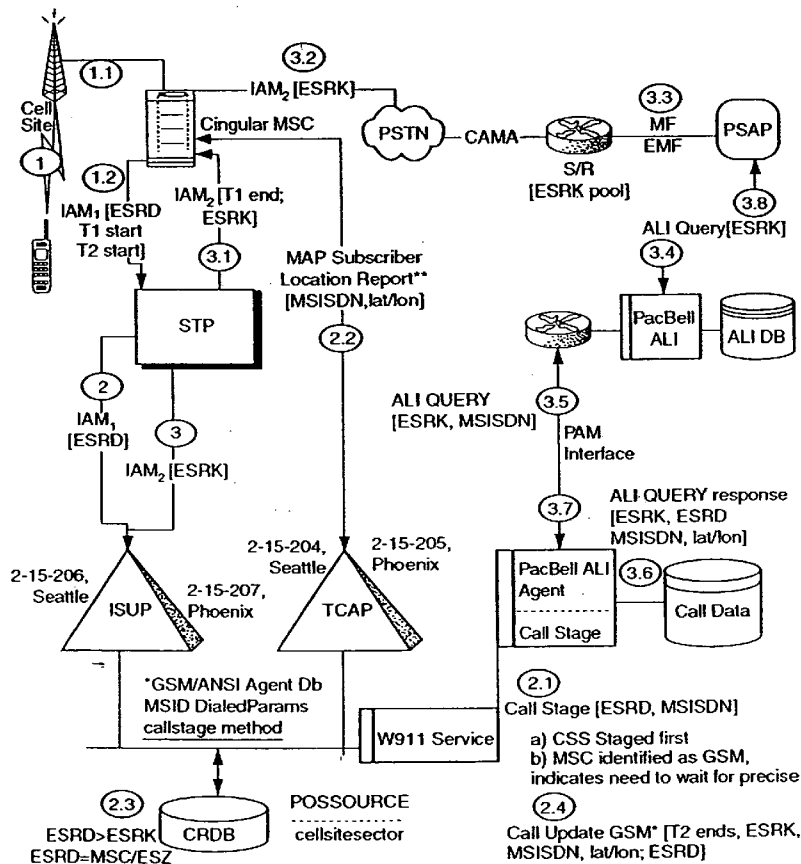 1.1
3.2
IAM2 [ESRK]
Cell
Site
1
Cingular MSC
PSTN
CAMA
S/R
[ESRK pool]
3.3
MF
EMF
PSAP
1.2
IAM1 [ESRD
T1 start
T2 start]
IAM2 [T1 end;
ESRK]
3.1
3.8
ALI Query[ESRK]
3.4
MAP Subscriber
Location Report**
[MSISDN,lat/lon]
2.2
STP
PacBell
ALI
ALI DB
2
IAM1
[ESRD]
3
IAM2 [ESRK]
ALI QUERY
[ESRK, MSISDN]
3.5
PAM
Interface
3.7
ALI QUERY response
[ESRK, ESRD
MSISDN, lat/lon]
2-15-206,
Seattle
ISUP
2-15-207,
Phoenix
2-15-204,
Seattle
TCAP
2-15-205,
Phoenix
PacBell ALI
Agent
Call Stage
3.6
Call Data
*GSM/ANSI Agent Db
MSID DialedParams
callstage method
W911 Service
2.1
Call Stage [ESRD, MSISDN]
a) CSS Staged first
b) MSC identified as GSM,
indicates need to wait for precise
2.3
ESRD>ESRK
ESRD=MSC/ESZ
CRDB
POSSOURCE
cellsitesector
2.4
Call Update GSM* [T2 ends, ESRK,
MSISDN, lat/lon; ESRD}